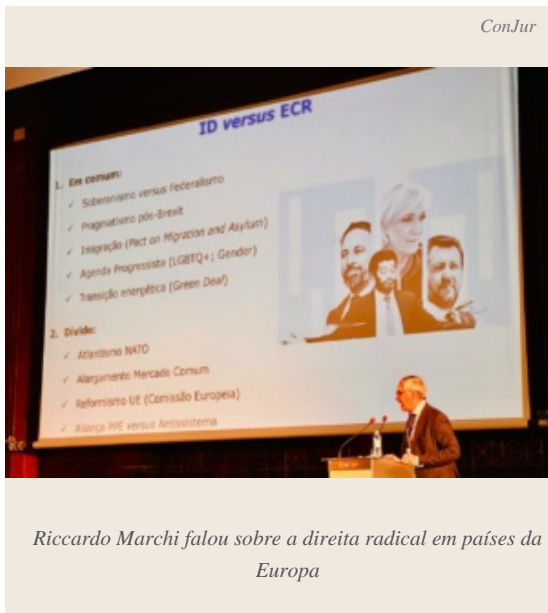 ConJur
ID versus ECR
1. Em comum:
✓ Soberanismo versus Federalismo
✓ Pragmatismo pós-Brexit
✓ Imigração (Pact on Migration and Asylum)
✓ Agenda Progressista (LGBTQ+; Gender)
✓ Transição energética (Green Deal)
2. Divide:
✓ Atlantismo NATO
✓ Alargamento Mercado Comum
✓ Reformismo UE (Comissão Europeia)
✓ Aliança PPE versus Antissistema
Riccardo Marchi falou sobre a direita radical em países da
Europa